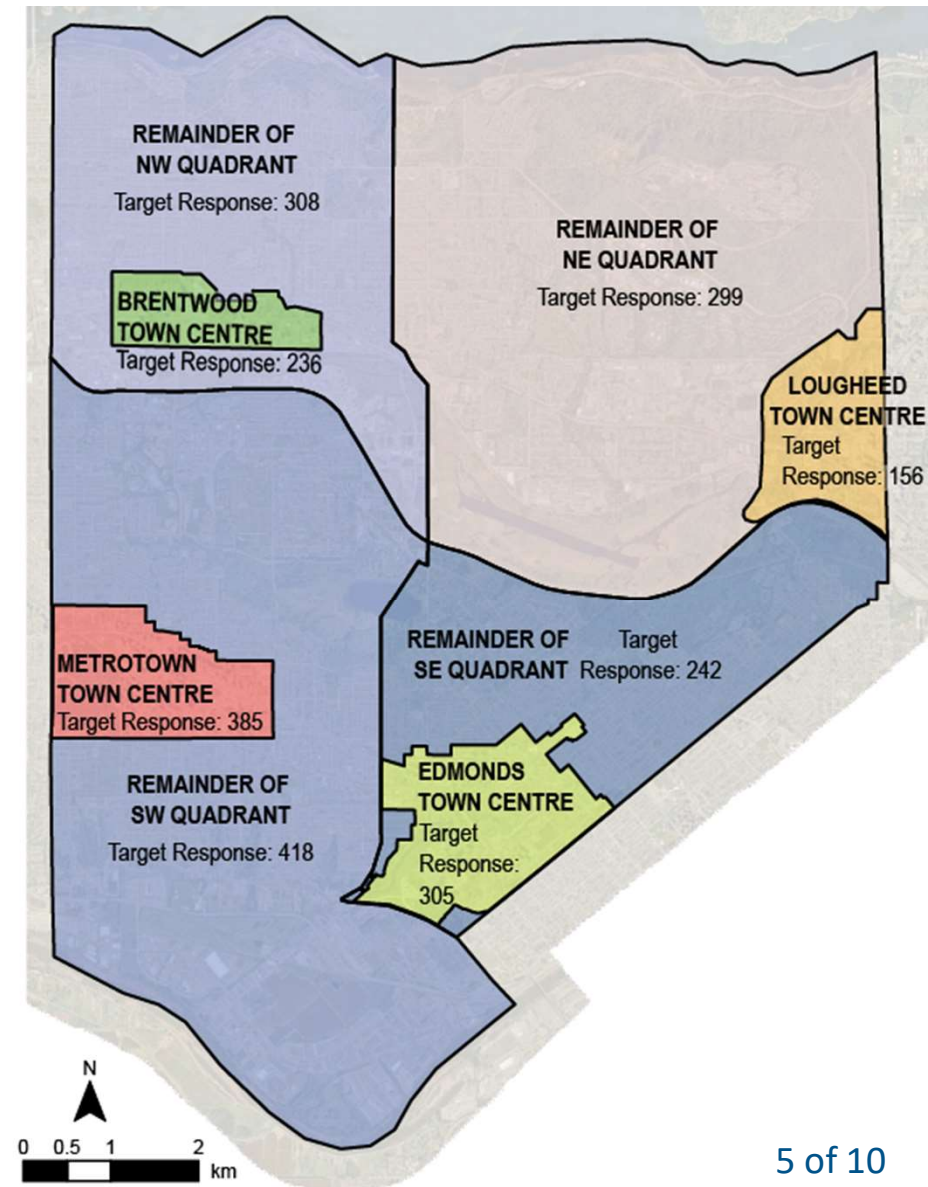 REMAINDER OF
NW QUADRANT
Target Response: 308
REMAINDER OF
NE QUADRANT
Target Response: 299
BRENTWOOD
TOWN CENTRE
Target Response: 236
LOUGHEED
TOWN CENTRE
Target
Response: 156
REMAINDER OF
SE QUADRANT
Target
Response: 242
METROTOWN
TOWN CENTRE
Target Response: 385
EDMONDS
TOWN CENTRE
Target
Response:
305
REMAINDER OF
SW QUADRANT
Target Response: 418
N
0 0.5 1 2
km
5 of 10